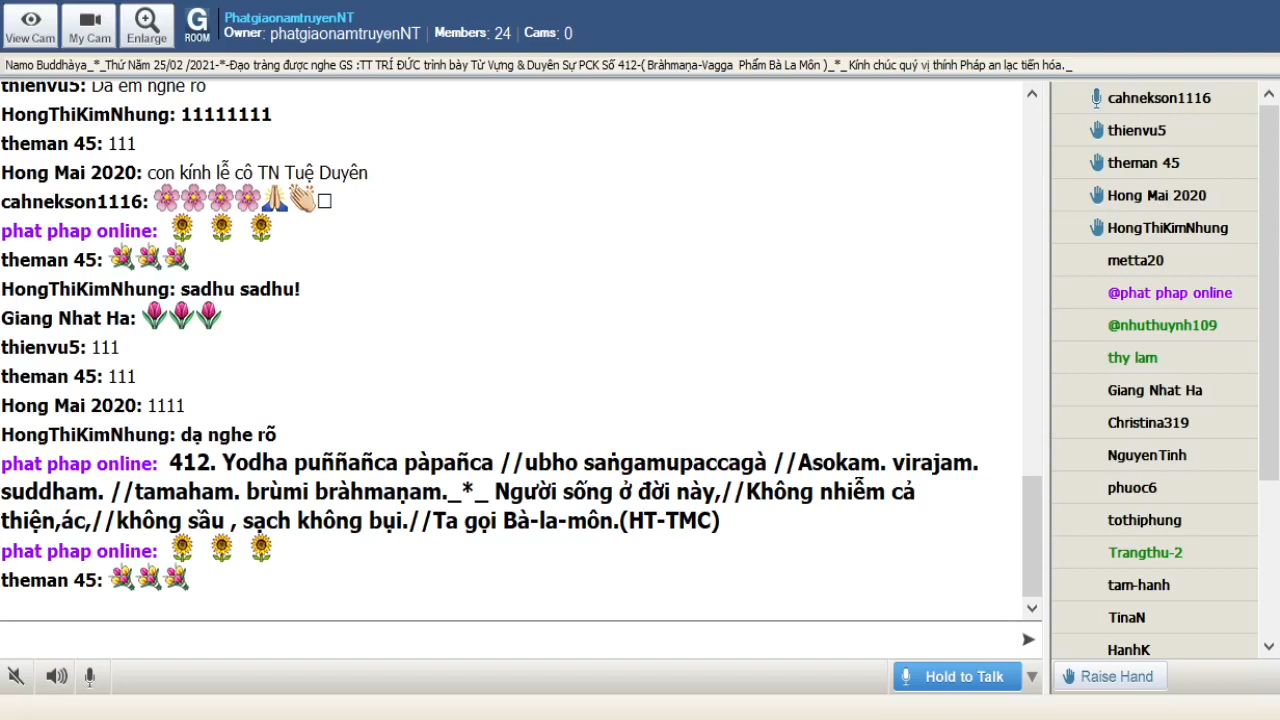 View Cam
My Cam
Enlarge
G
ROOM
PhatgiaonamtruyenNT
Owner: phatgiaonamtruyenNT | Members: 24 | Cams: 0
Namo Buddhàya_*_Thứ Năm 25/02 /2021-*-Đạo tràng được nghe GS :TT TRÍ ĐỨC trình bày Từ Vựng & Duyên Sự PCK Số 412-( Bràhmaṇa-Vagga Phẩm Bà La Môn )_*_ Kính chúc quý vị thính Pháp an lạc tiến hóa._
thienvu5: Da em nghe ro
HongThiKimNhung: 11111111
theman 45: 111
Hong Mai 2020: con kính lễ cô TN Tuệ Duyên
cahnekson1116: 🌸🌸🌸🌸🙏👏□
phat phap online: 🌻 🌻 🌻
theman 45: 💐💐💐
HongThiKimNhung: sadhu sadhu!
Giang Nhat Ha: 🌷🌷🌷
thienvu5: 111
theman 45: 111
Hong Mai 2020: 1111
HongThiKimNhung: dạ nghe rõ
phat phap online: 412. Yodha puññañca pàpañca //ubho saṅgamupaccagà //Asokam. virajam.
suddham. //tamaham. brùmi bràhmaṇam._*_ Người sống ở đời này,//Không nhiễm cả
thiện,ác,//không sầu , sạch không bụi.//Ta gọi Bà-la-môn.(HT-TMC)
phat phap online: 🌻 🌻 🌻
theman 45: 💐💐💐
cahnekson1116
thienvu5
theman 45
Hong Mai 2020
HongThiKimNhung
metta20
@phat phap online
@nhuthuynh109
thy lam
Giang Nhat Ha
Christina319
NguyenTinh
phuoc6
tothiphung
Trangthu-2
tam-hanh
TinaN
HanhK
Hold to Talk
Raise Hand